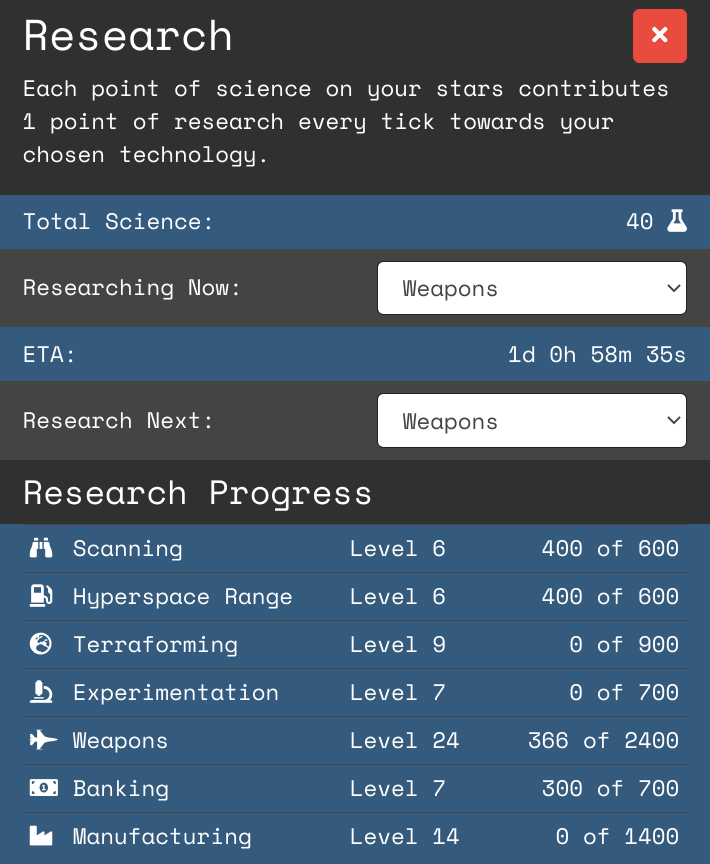 Research
Each point of science on your stars contributes
1 point of research every tick towards your
chosen technology.
Total Science: 40
Researching Now: Weapons
ETA: 1d 0h 58m 35s
Research Next: Weapons
Research Progress
Scanning Level 6 400 of 600
Hyperspace Range Level 6 400 of 600
Terraforming Level 9 0 of 900
Experimentation Level 7 0 of 700
Weapons Level 24 366 of 2400
Banking Level 7 300 of 700
Manufacturing Level 14 0 of 1400